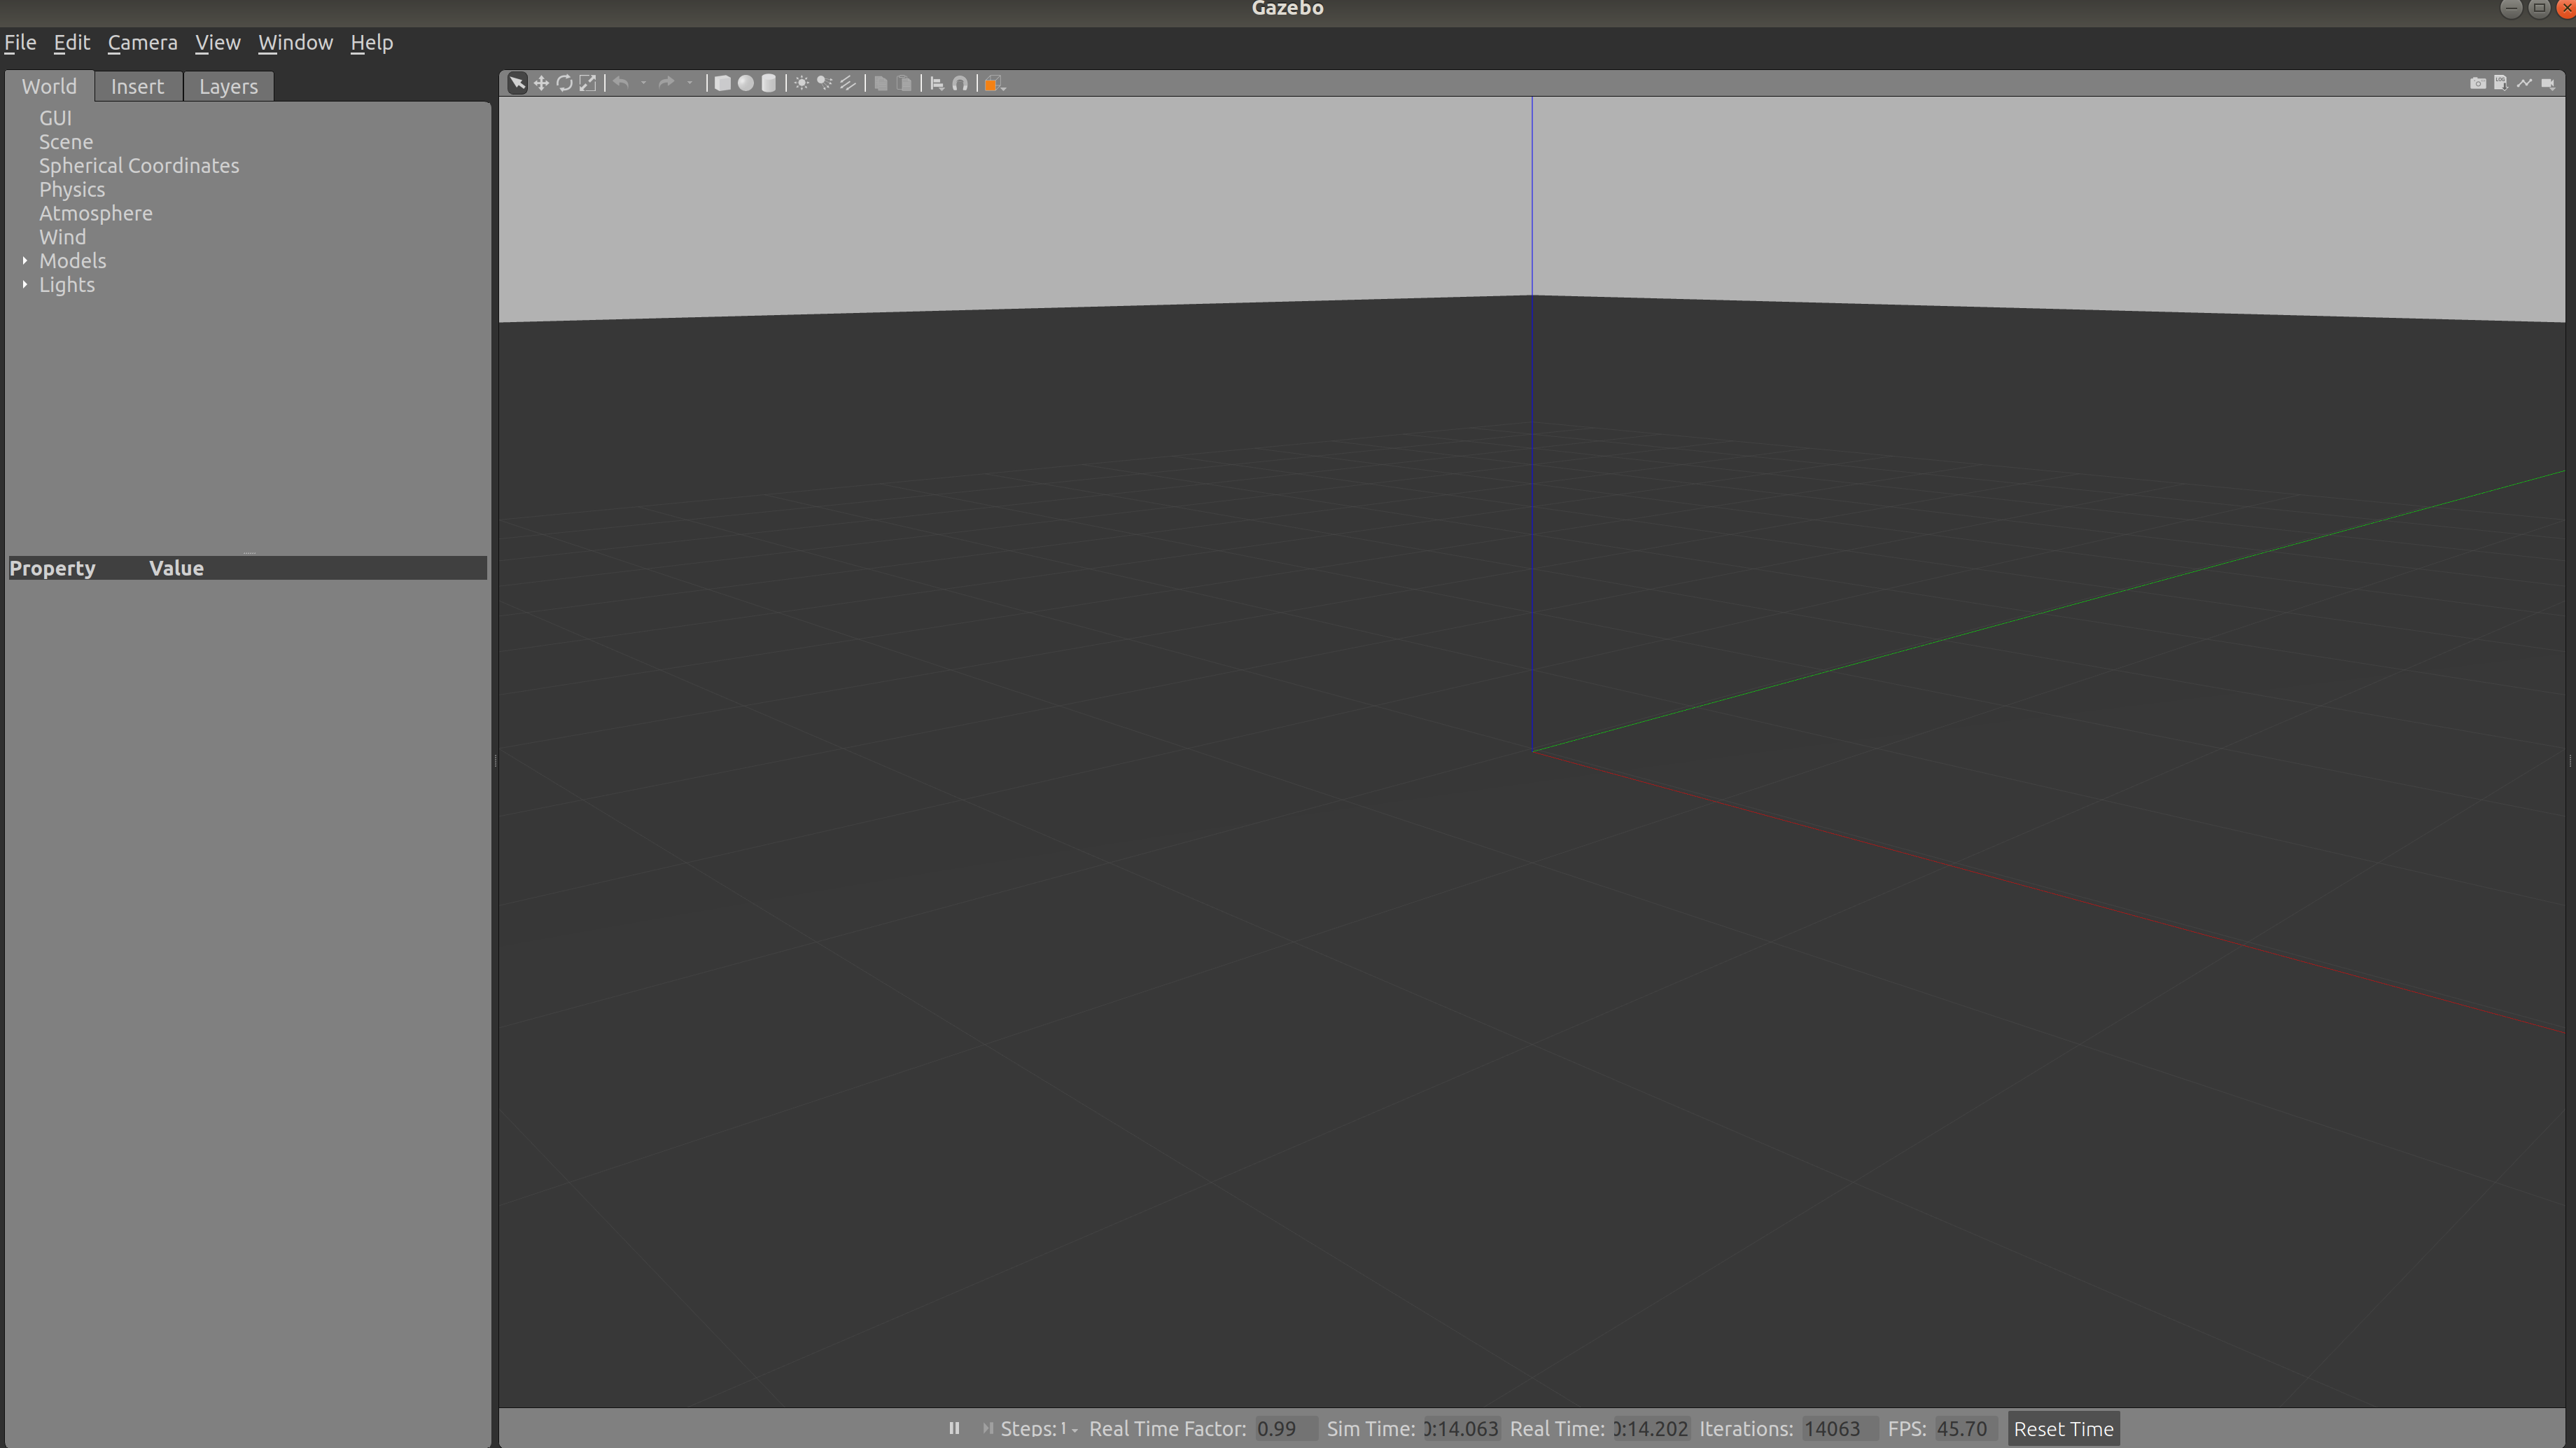 Gazebo
File Edit Camera View Window Help
World Insert Layers
GUI
Scene
Spherical Coordinates
Physics
Atmosphere
Wind
Models
Lights
Property Value
Steps: 1 Real Time Factor: 0.99 Sim Time: 0:14.063 Real Time: 0:14.202 Iterations: 14063 FPS: 45.70 Reset Time